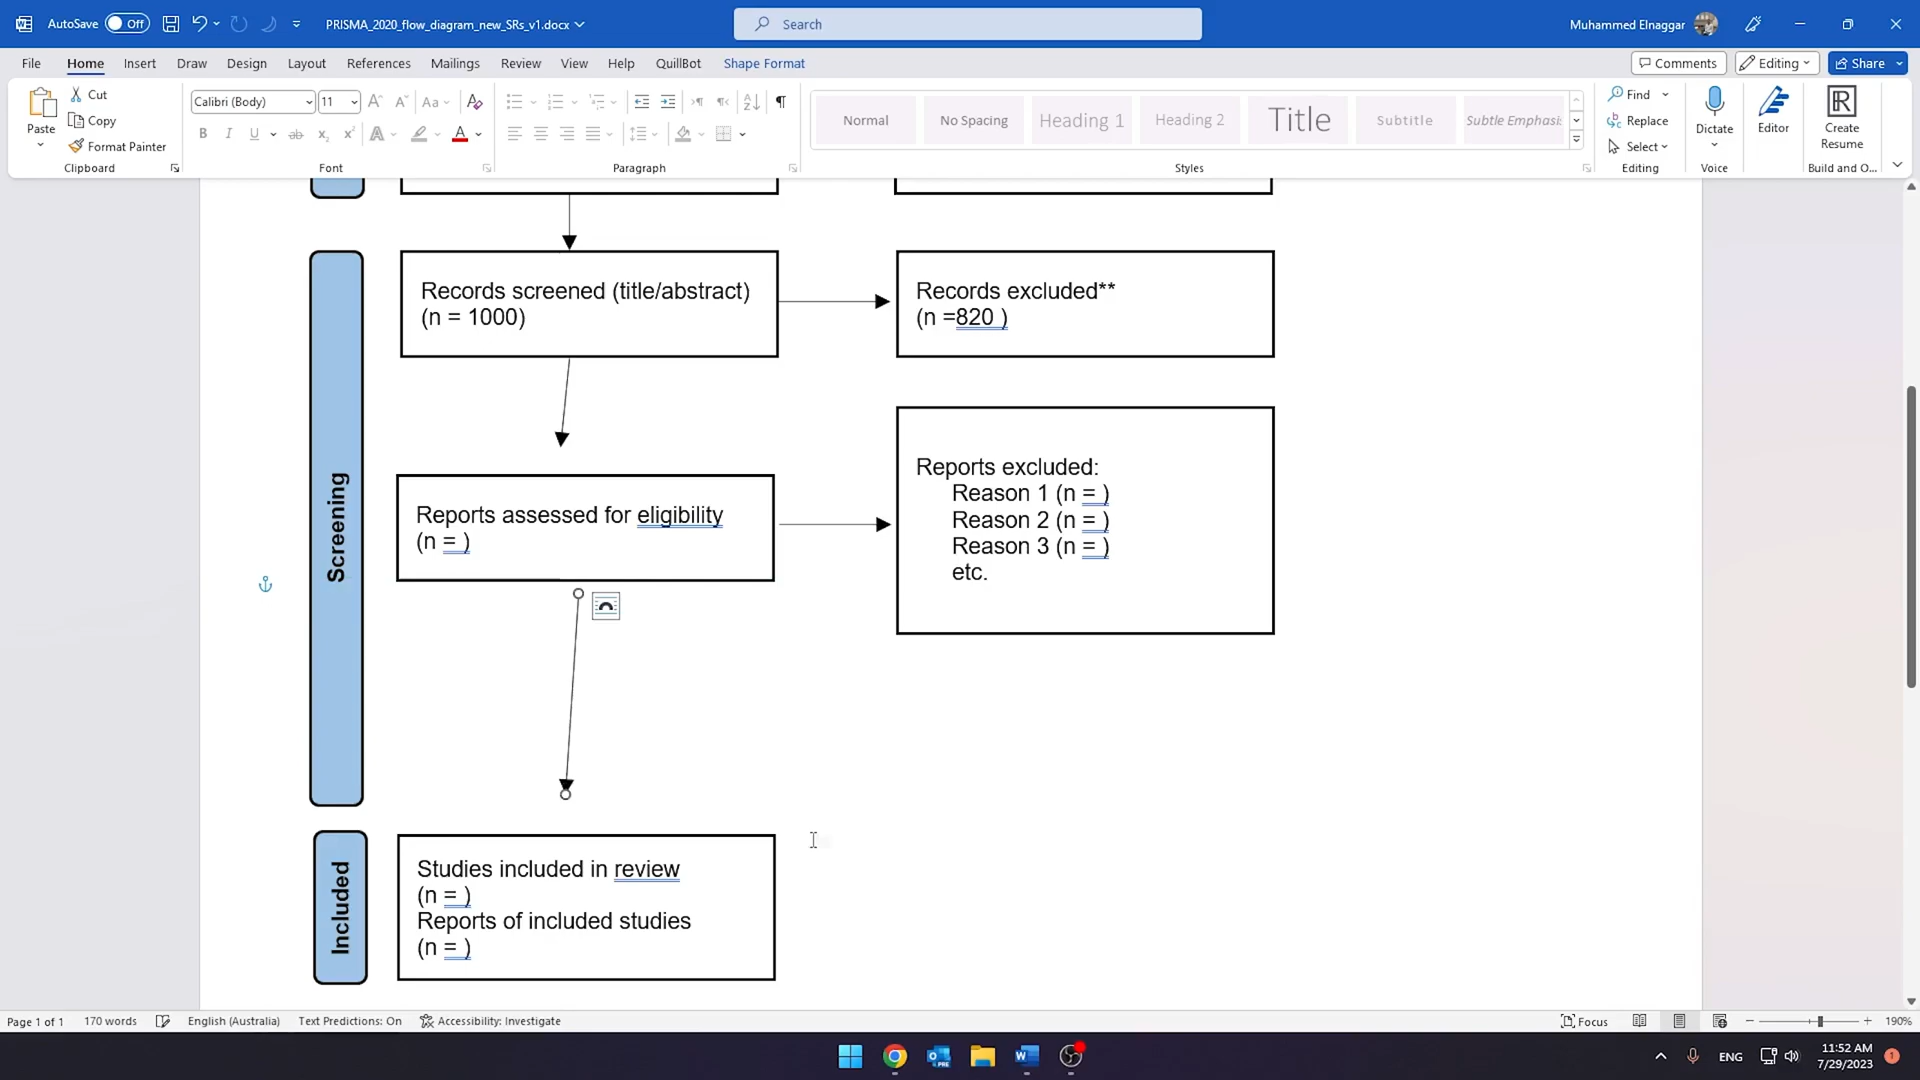 AutoSave Off PRISMA_2020_flow_diagram_new_SRs_v1.docx Search Muhammed Elnaggar
File Home Insert Draw Design Layout References Mailings Review View Help QuillBot Shape Format Comments Editing Share
Paste Cut Copy Format Painter
Clipboard
Calibri (Body) 11
Font
Paragraph
Normal No Spacing Heading 1 Heading 2 Title Subtitle Subtle Emphasis
Styles
Find Replace Select
Editing
Dictate
Voice
Editor
Create Resume
Build and O...
Records screened (title/abstract)
(n = 1000)
Records excluded**
(n =820 )
Screening
Reports assessed for eligibility
(n = )
Reports excluded:
Reason 1 (n = )
Reason 2 (n = )
Reason 3 (n = )
etc.
Included
Studies included in review
(n = )
Reports of included studies
(n = )
Page 1 of 1 170 words English (Australia) Text Predictions: On Accessibility: Investigate Focus 190%
ENG 11:52 AM
7/29/2023 1